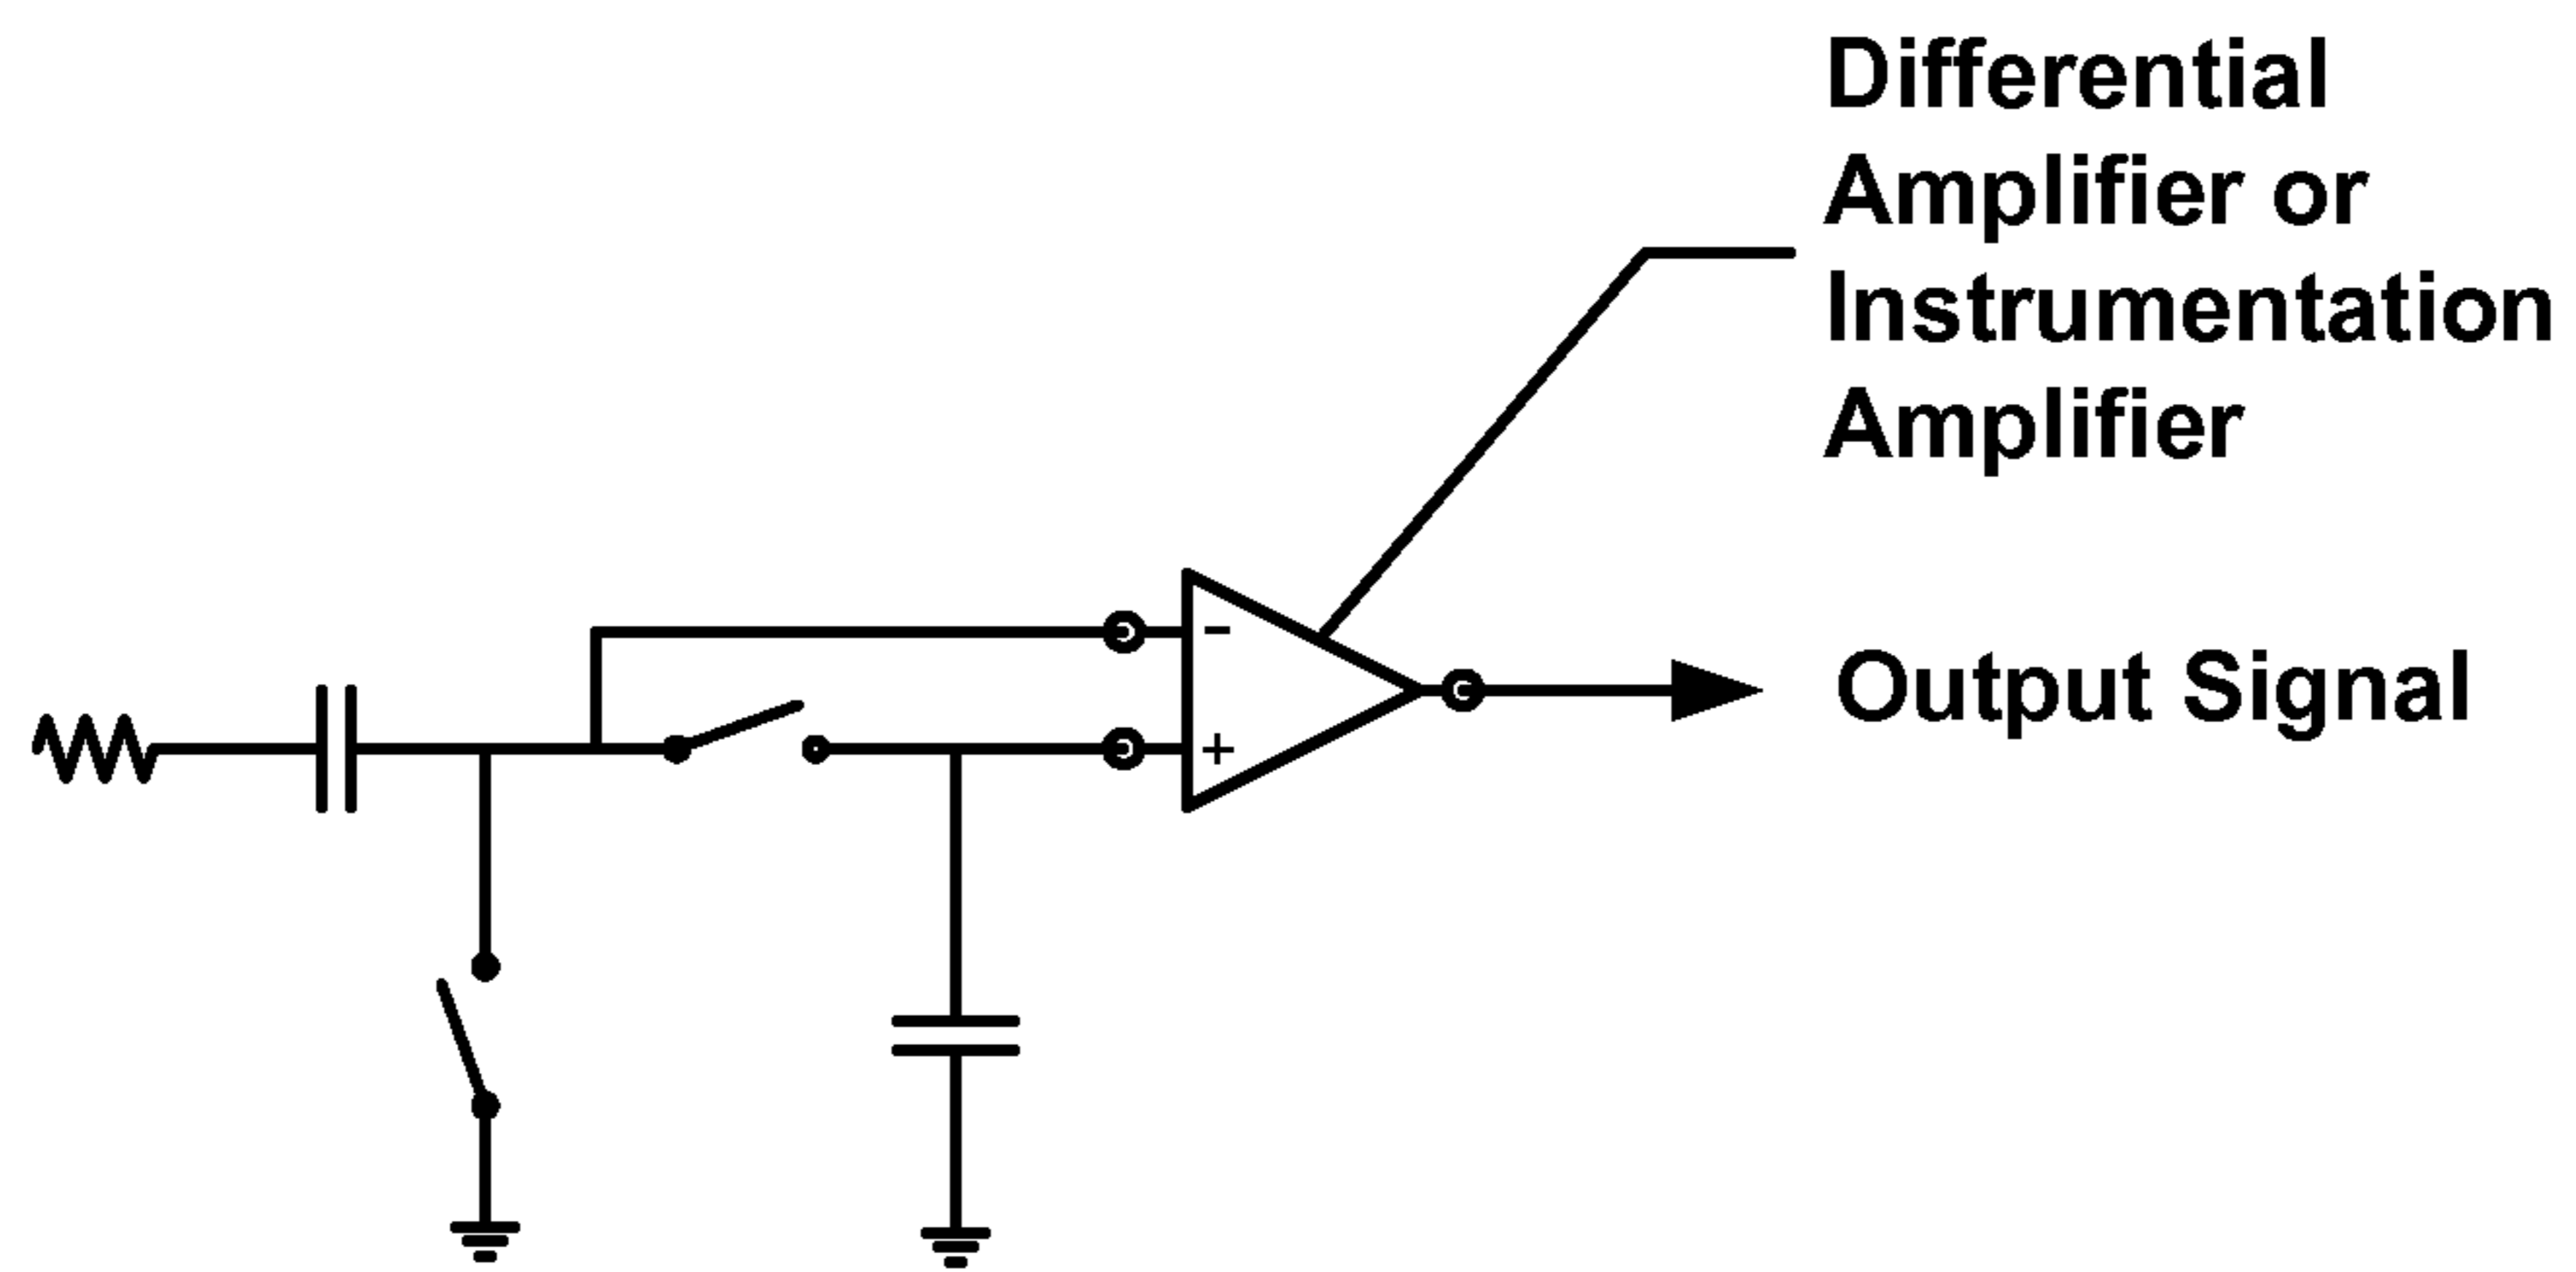 Differential
Amplifier or
Instrumentation
Amplifier
-
+
Output Signal